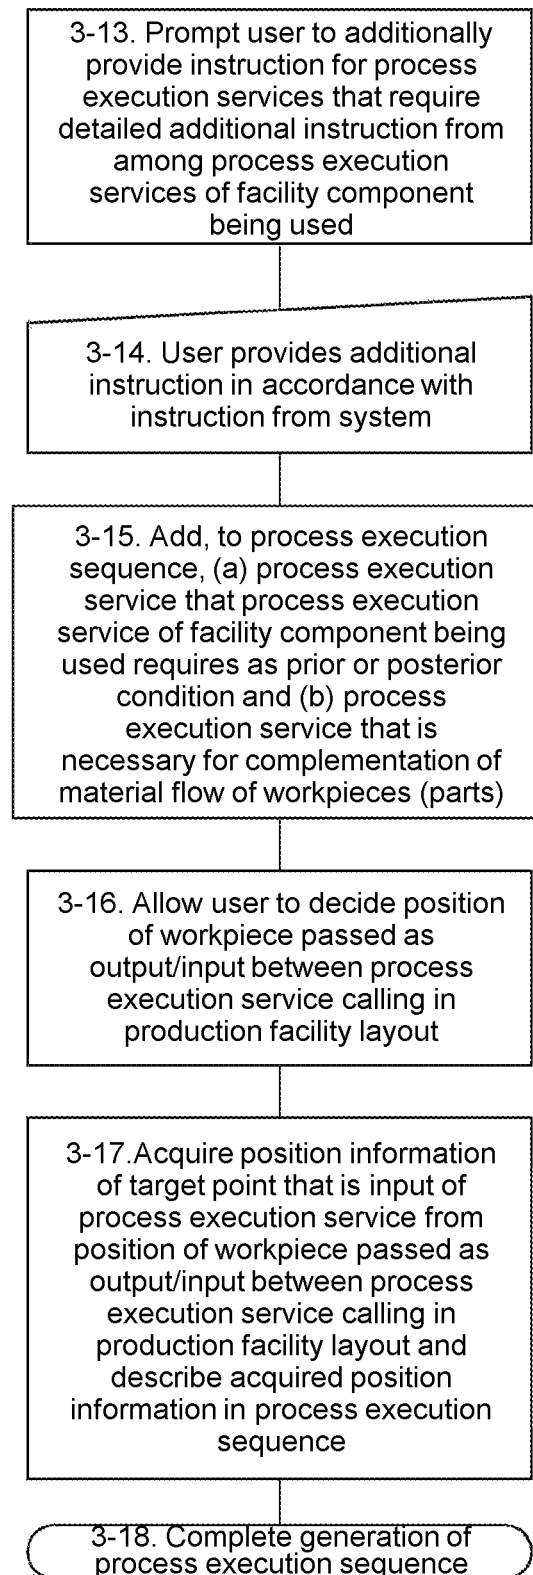 3-13. Prompt user to additionally
provide instruction for process
execution services that require
detailed additional instruction from
among process execution
services of facility component
being used
3-14. User provides additional
instruction in accordance with
instruction from system
3-15. Add, to process execution
sequence, (a) process execution
service that process execution
service of facility component being
used requires as prior or posterior
condition and (b) process
execution service that is
necessary for complementation of
material flow of workpieces (parts)
3-16. Allow user to decide position
of workpiece passed as
output/input between process
execution service calling in
production facility layout
3-17.Acquire position information
of target point that is input of
process execution service from
position of workpiece passed as
output/input between process
execution service calling in
production facility layout and
describe acquired position
information in process execution
sequence
3-18. Complete generation of
process execution sequence